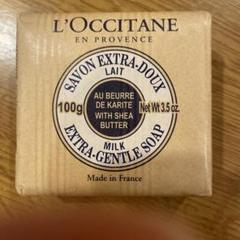 L'OCCITANE
EN PROVENCE
SAVON EXTRA-DOUX
LAIT
100g
AU BEURRE
DE KARITE
WITH SHEA
BUTTER
Net Wt 3.5 oz.
MILK
EXTRA-GENTLE SOAP
Made in France